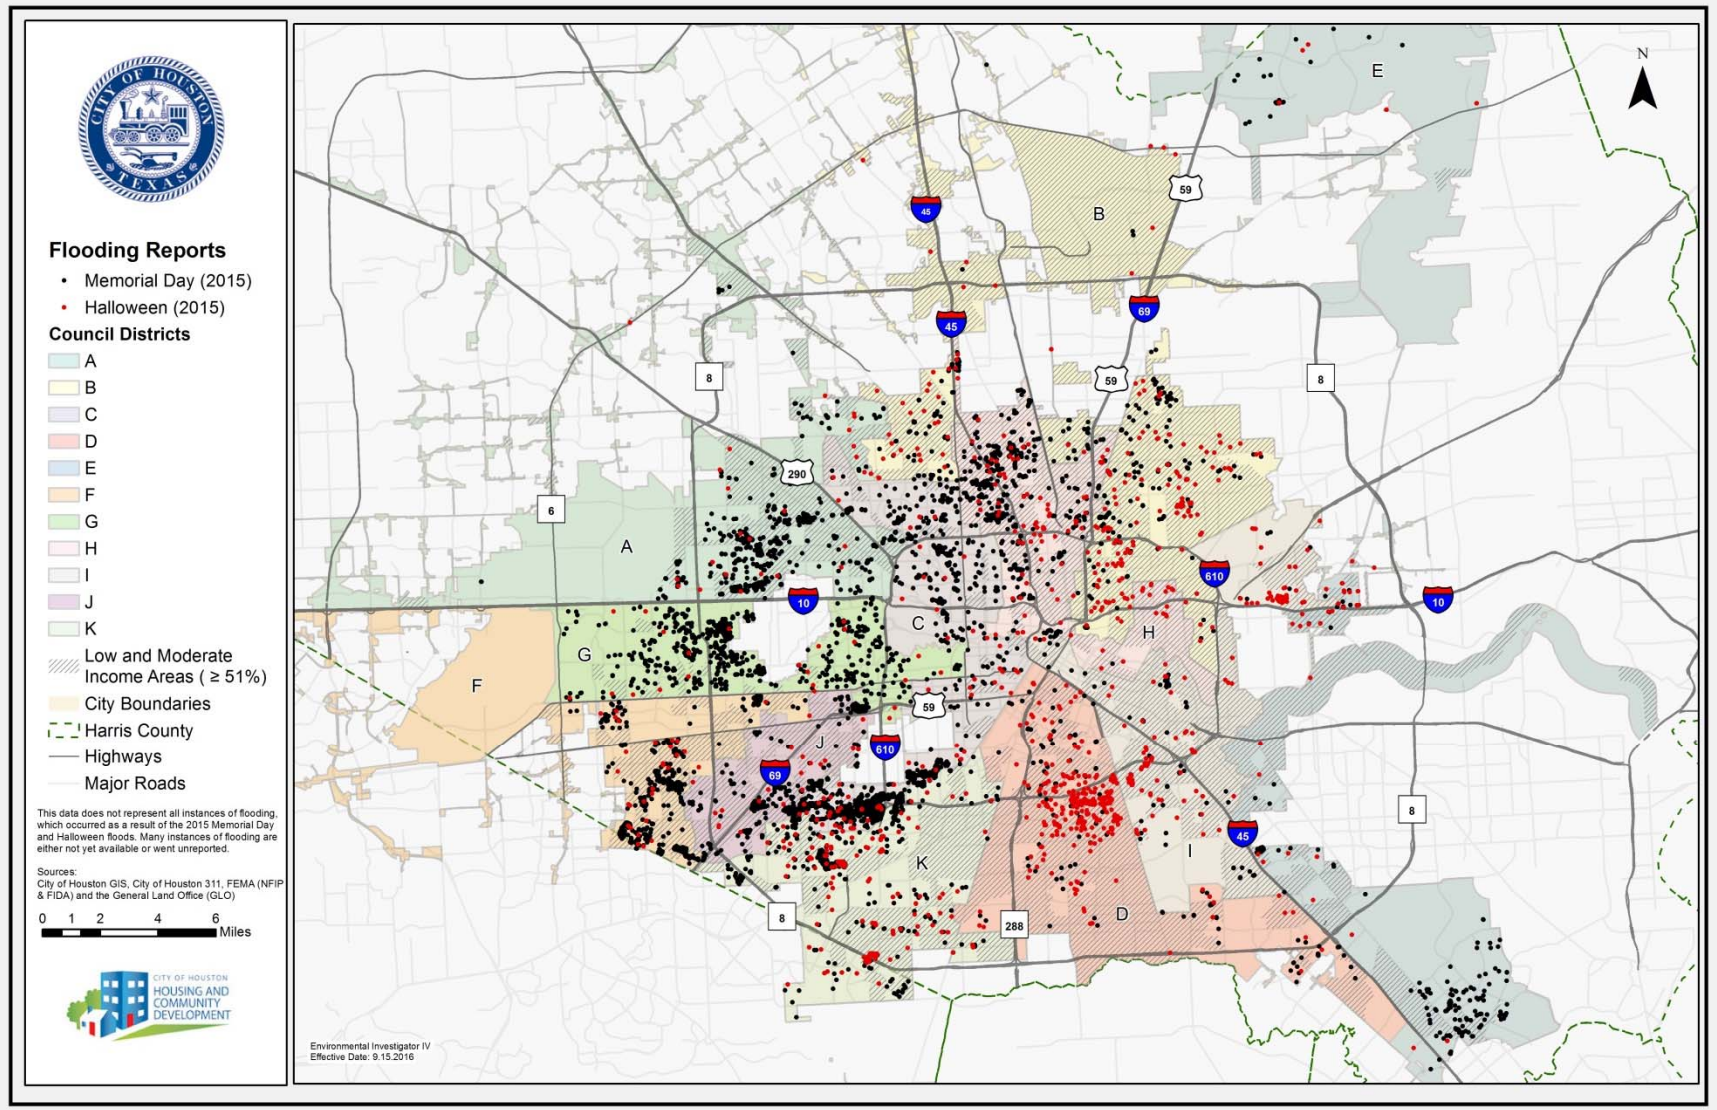 CITY OF HOUSTON
TEXAS
Flooding Reports
Memorial Day (2015)
Halloween (2015)
Council Districts
A
B
C
D
E
F
G
H
I
J
K
Low and Moderate
Income Areas ( ≥ 51%)
City Boundaries
Harris County
Highways
Major Roads
This data does not represent all instances of flooding,
which occurred as a result of the 2015 Memorial Day
and Halloween floods. Many instances of flooding are
either not yet available or went unreported.
Sources:
City of Houston GIS, City of Houston 311, FEMA (NFIP
& FIDA) and the General Land Office (GLO)
0 1 2 4 6
Miles
CITY OF HOUSTON
HOUSING AND
COMMUNITY
DEVELOPMENT
N
E
59
45
B
69
45
8
59
8
290
6
A
610
10
10
C
H
G
F
59
J
610
69
8
45
I
K
D
8
288
Environmental Investigator IV
Effective Date: 9.15.2016